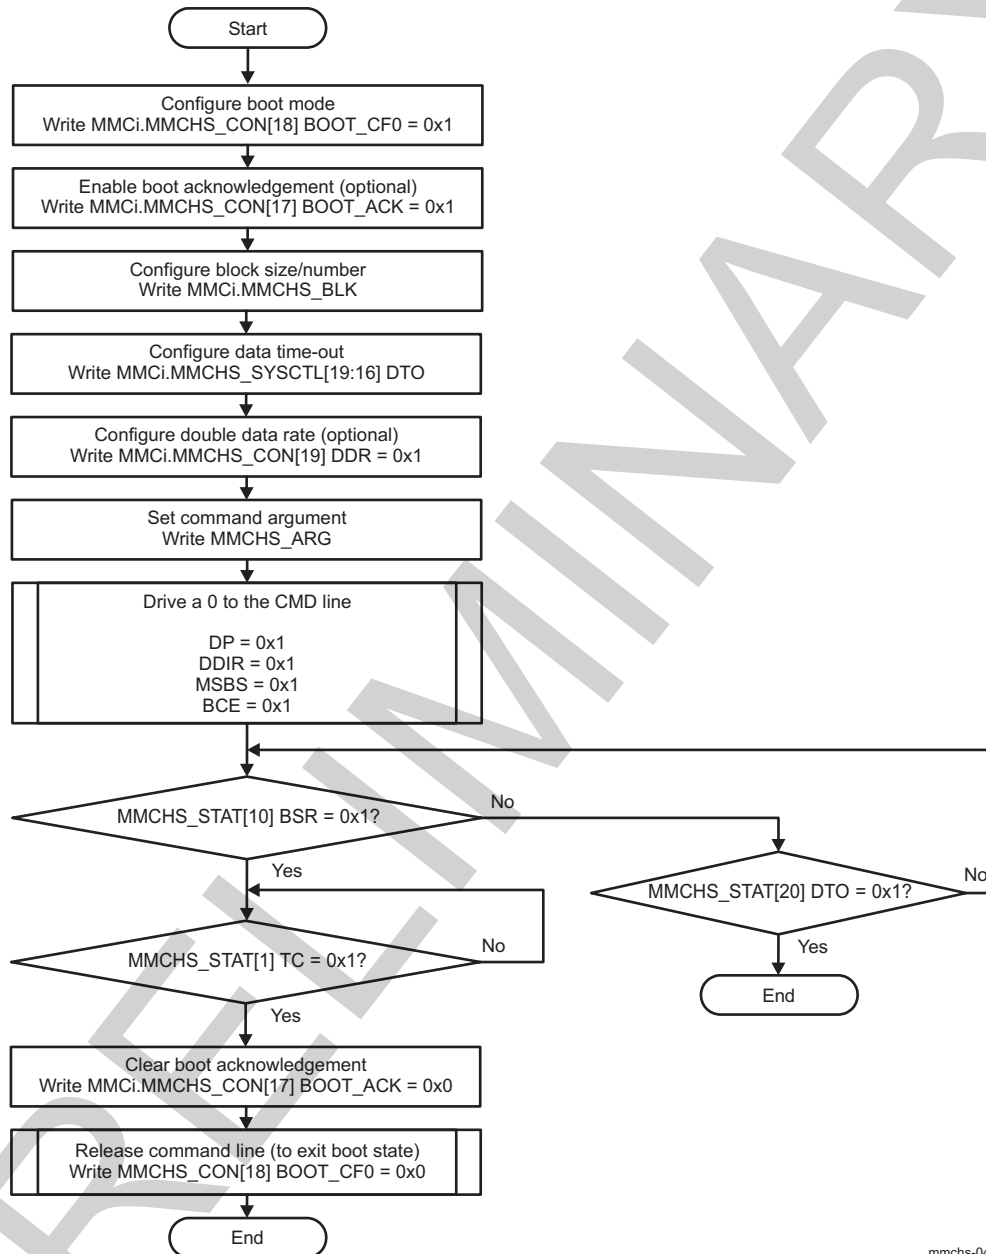 Start
Configure boot mode
Write MMCi.MMCHS_CON[18] BOOT_CF0 = 0x1
Enable boot acknowledgement (optional)
Write MMCi.MMCHS_CON[17] BOOT_ACK = 0x1
Configure block size/number
Write MMCi.MMCHS_BLK
Configure data time-out
Write MMCi.MMCHS_SYSCTL[19:16] DTO
Configure double data rate (optional)
Write MMCi.MMCHS_CON[19] DDR = 0x1
Set command argument
Write MMCHS_ARG
Drive a 0 to the CMD line
DP = 0x1
DDIR = 0x1
MSBS = 0x1
BCE = 0x1
MMCHS_STAT[10] BSR = 0x1?
No
Yes
MMCHS_STAT[20] DTO = 0x1?
No
Yes
End
MMCHS_STAT[1] TC = 0x1?
No
Yes
Clear boot acknowledgement
Write MMCi.MMCHS_CON[17] BOOT_ACK = 0x0
Release command line (to exit boot state)
Write MMCHS_CON[18] BOOT_CF0 = 0x0
End
mmchs-04
RELIMINARY